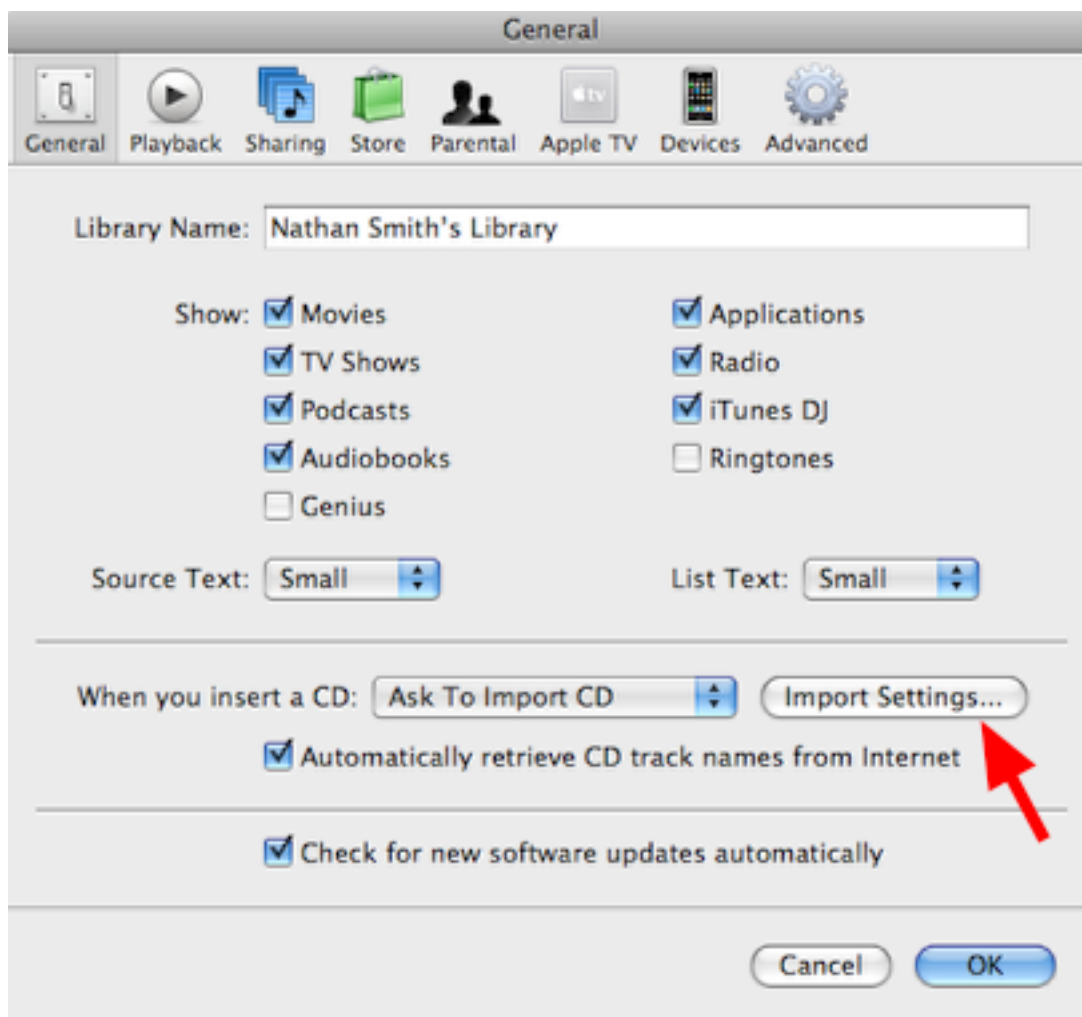 General
General Playback Sharing Store Parental Apple TV Devices Advanced
Library Name: Nathan Smith's Library
Show: Movies Applications
TV Shows Radio
Podcasts iTunes DJ
Audiobooks Ringtones
Genius
Source Text: Small List Text: Small
When you insert a CD: Ask To Import CD Import Settings...
Automatically retrieve CD track names from Internet
Check for new software updates automatically
Cancel OK